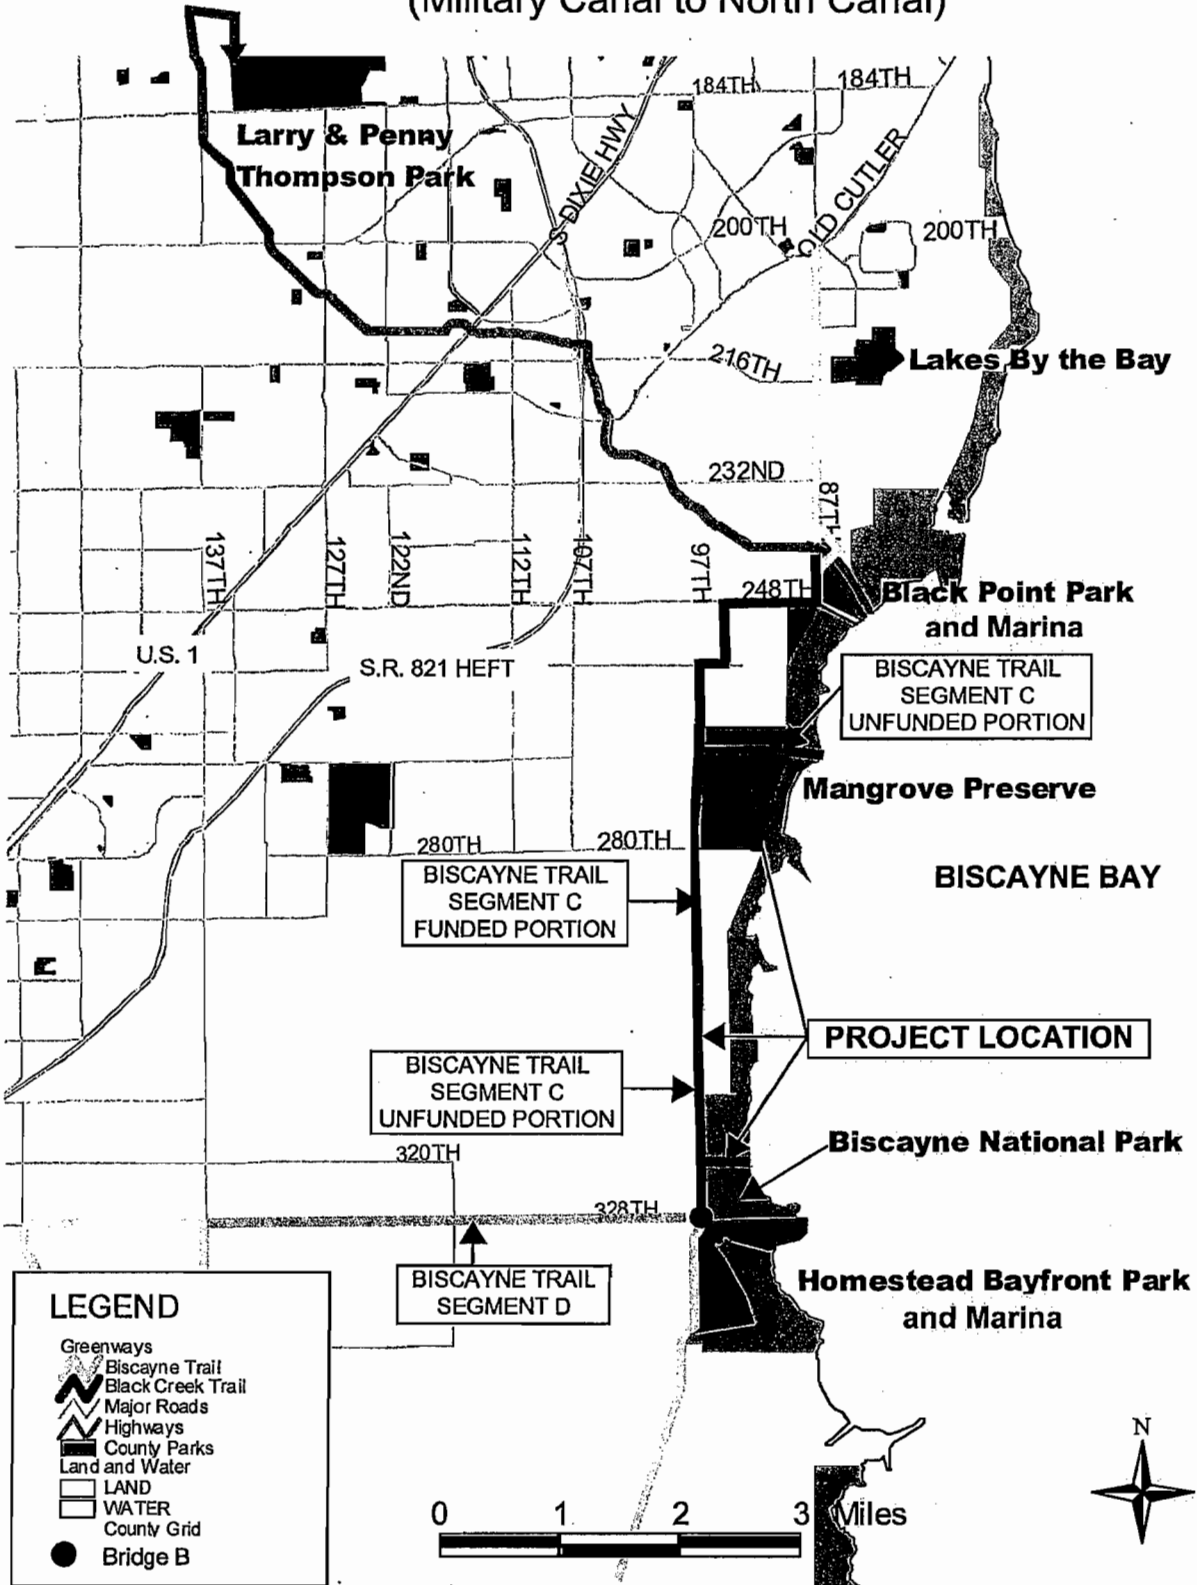 (Military Canal to North Canal)
184TH
184TH
Larry & Penny
Thompson Park
S DIXIE HWY
OLD CUTLER
200TH
200TH
216TH
Lakes By the Bay
232ND
87TH
137TH
127TH
122ND
112TH
107TH
97TH
248TH
Black Point Park
and Marina
U.S. 1
S.R. 821 HEFT
BISCAYNE TRAIL
SEGMENT C
UNFUNDED PORTION
Mangrove Preserve
280TH
280TH
BISCAYNE TRAIL
SEGMENT C
FUNDED PORTION
BISCAYNE BAY
PROJECT LOCATION
BISCAYNE TRAIL
SEGMENT C
UNFUNDED PORTION
Biscayne National Park
320TH
328TH
BISCAYNE TRAIL
SEGMENT D
Homestead Bayfront Park
and Marina
LEGEND
Greenways
Biscayne Trail
Black Creek Trail
Major Roads
Highways
County Parks
Land and Water
LAND
WATER
County Grid
Bridge B
0 1 2 3 Miles
N